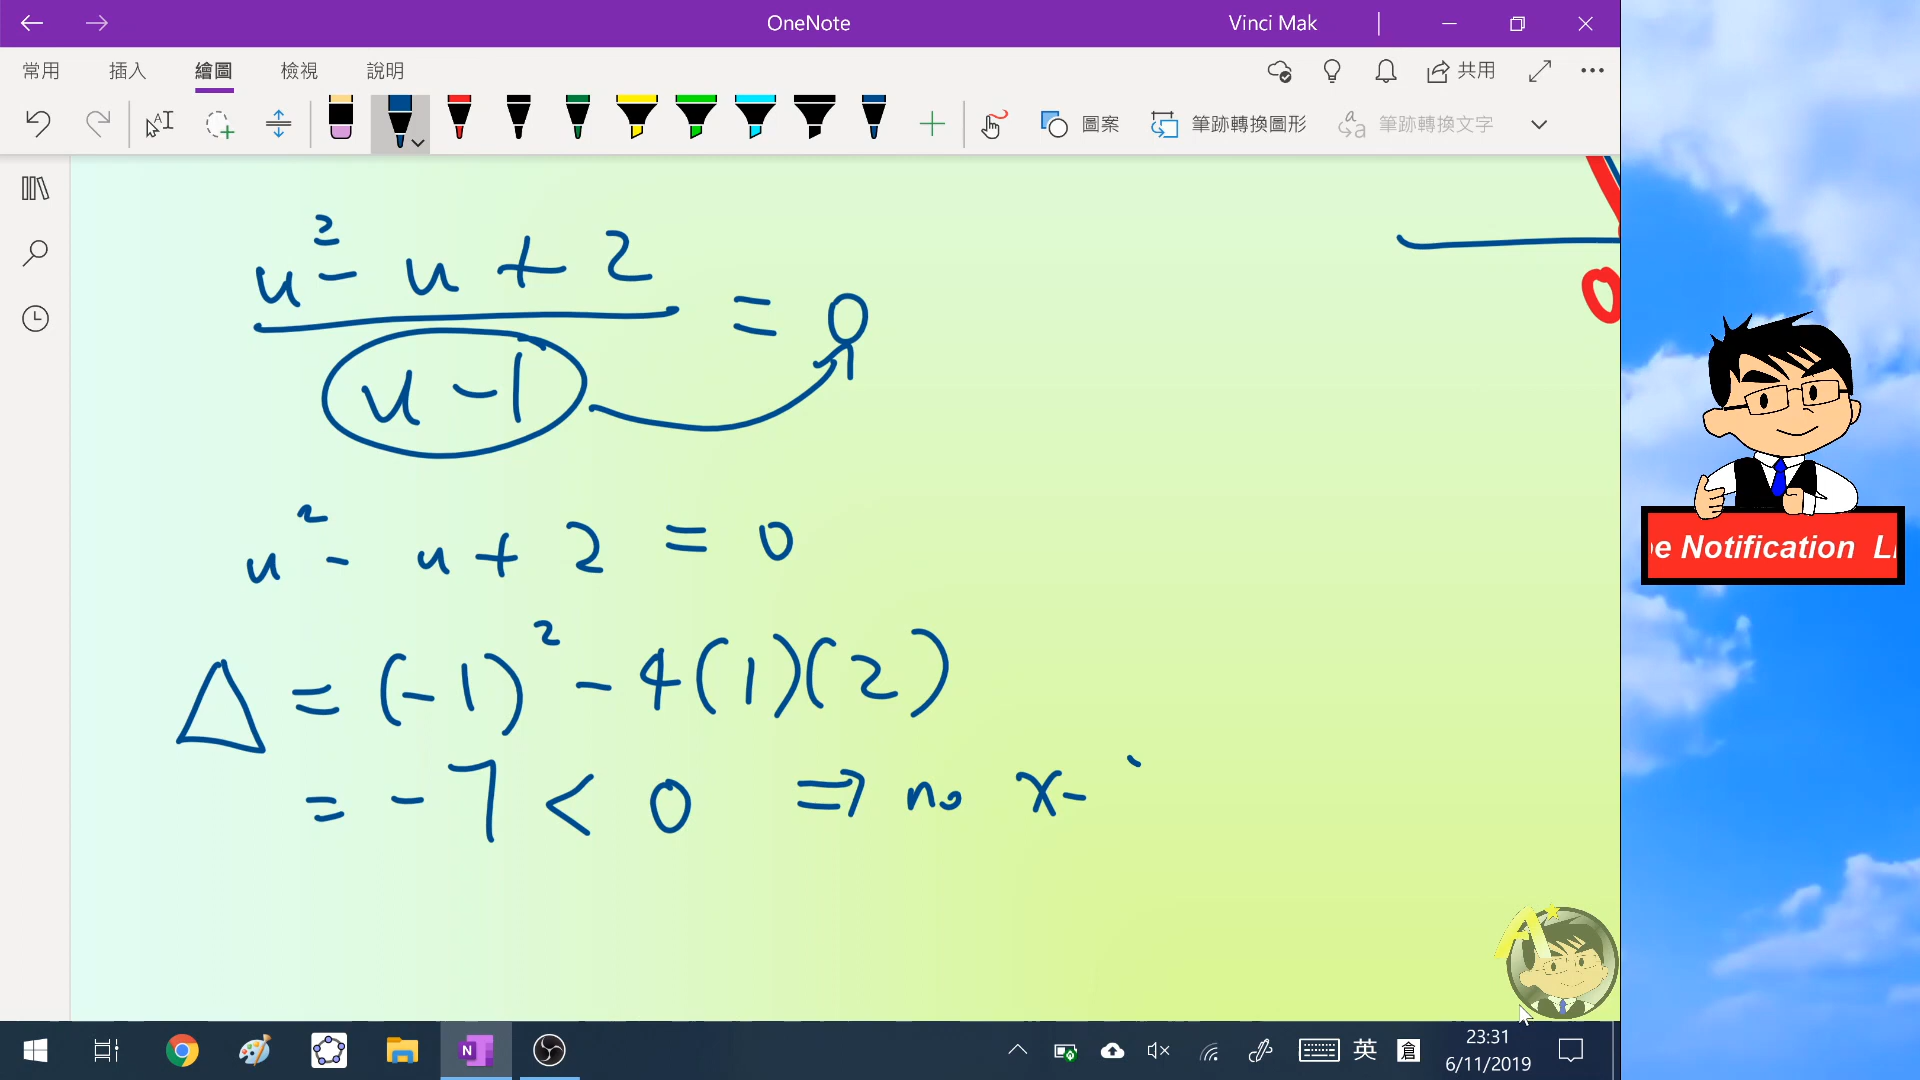 OneNote
Vinci Mak
常用 插入 繪圖 檢視 說明
共用
圖案 筆跡轉換圖形 筆跡轉換文字
u² - u + 2
u - 1
= 0
0
u² - u + 2 = 0
Δ = (-1)² - 4(1)(2)
= -7 < 0 ⇒ no x-
e Notification L
A
23:31
英 倉
6/11/2019